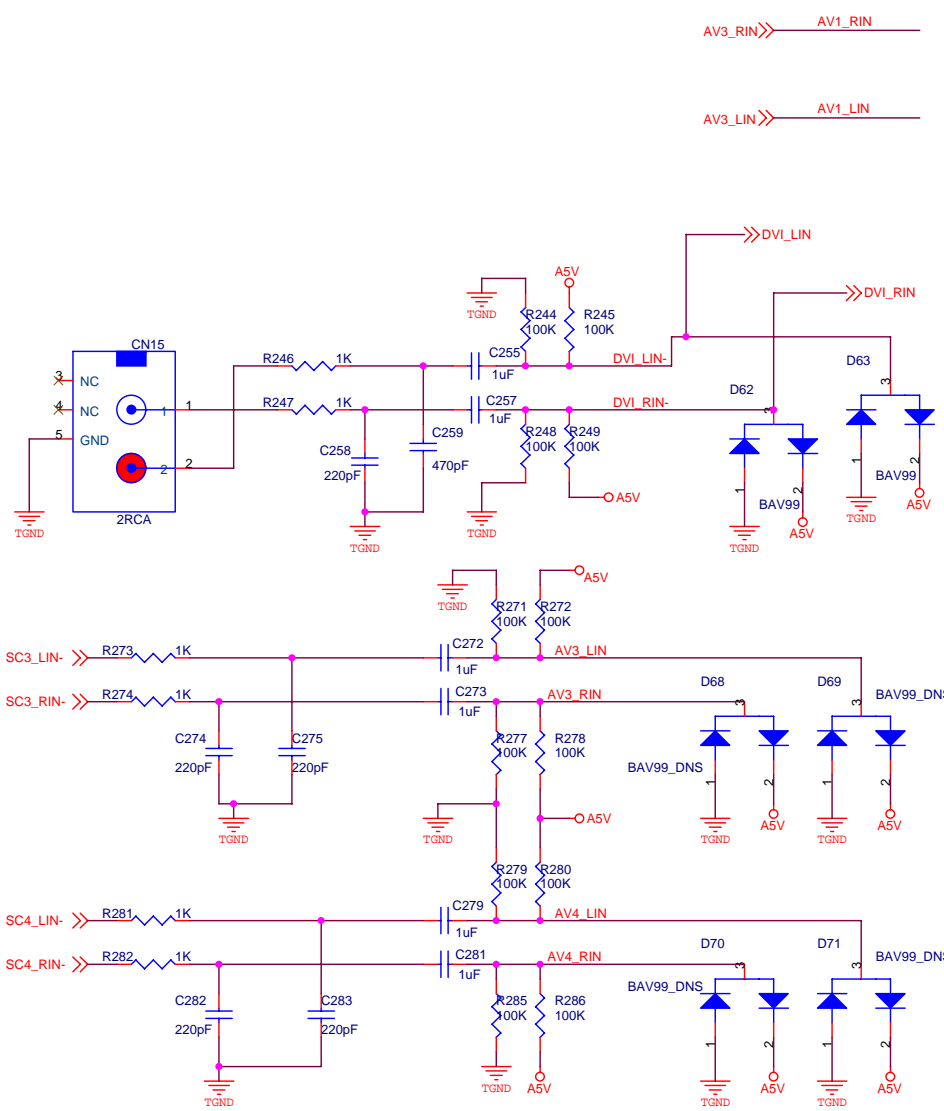 AV3_RIN AV1_RIN
AV3_LIN AV1_LIN
DVI_LIN
A5V
DVI_RIN
TGND
R244 R245
100K 100K
CN15
R246 1K
C255
1uF
DVI_LIN-
D63
3 NC
R247 1K
C257
1uF
DVI_RIN-
D62
3
3
4 NC
1 1
5 GND
R248 R249
100K 100K
C258
220pF
C259
470pF
2 2
A5V
1 2
BAV99
1 2
BAV99
A5V
TGND
TGND
2RCA
TGND
TGND
TGND
A5V
A5V
TGND
R271 R272
100K 100K
SC3_LIN- R273 1K
C272
1uF
AV3_LIN
SC3_RIN- R274 1K
C273
1uF
AV3_RIN
D68 D69
BAV99_DNS
3 3
C274
220pF
C275
220pF
R277 R278
100K 100K
BAV99_DNS
1 2 1 2
TGND
TGND
A5V
TGND
A5V
TGND
A5V
R279 R280
100K 100K
SC4_LIN- R281 1K
C279
1uF
AV4_LIN
SC4_RIN- R282 1K
C281
1uF
AV4_RIN
D70 D71
BAV99_DNS
3 3
BAV99_DNS
C282
220pF
C283
220pF
R285 R286
100K 100K
1 2 1 2
TGND
TGND
A5V
TGND
A5V
TGND
A5V